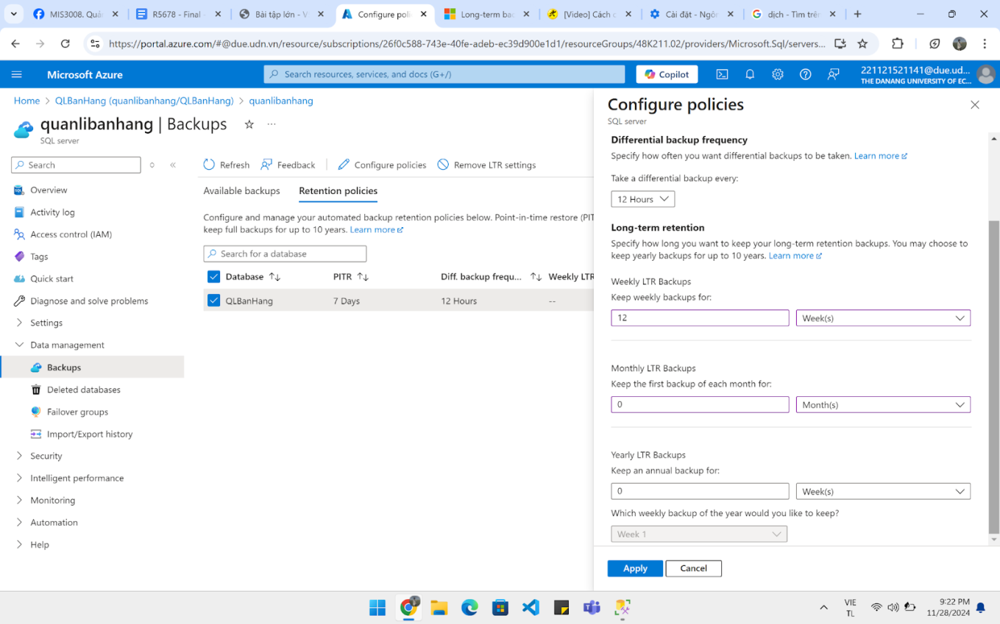 MIS3008. Quản
R5678 - Final
Bài tập lớn - V
Configure poli
Long-term bac
[Video] Cách
Cài đặt - Ngôn
dịch - Tìm trên
https://portal.azure.com/#@due.udn.vn/resource/subscriptions/26f0c588-743e-40fe-adeb-ec39d900e1d1/resourceGroups/48K211.02/providers/Microsoft.Sql/servers...
Microsoft Azure
Search resources, services, and docs (G+/)
Copilot
221121521141@due.ud...
THE DANANG UNIVERSITY OF EC...
Home > QLBanHang (quanlibanhang/QLBanHang) > quanlibanhang
quanlibanhang | Backups
SQL server
Search
Overview
Activity log
Access control (IAM)
Tags
Quick start
Diagnose and solve problems
Settings
Data management
Backups
Deleted databases
Failover groups
Import/Export history
Security
Intelligent performance
Monitoring
Automation
Help
Refresh
Feedback
Configure policies
Remove LTR settings
Available backups
Retention policies
Configure and manage your automated backup retention policies below. Point-in-time restore (PIT
keep full backups for up to 10 years. Learn more
Search for a database
Database PITR Diff. backup frequ... Weekly LTR
QLBanHang 7 Days 12 Hours --
Configure policies
SQL server
Differential backup frequency
Specify how often you want differential backups to be taken. Learn more
Take a differential backup every:
12 Hours
Long-term retention
Specify how long you want to keep your long-term retention backups. You may choose to
keep yearly backups for up to 10 years. Learn more
Weekly LTR Backups
Keep weekly backups for:
12 Week(s)
Monthly LTR Backups
Keep the first backup of each month for:
0 Month(s)
Yearly LTR Backups
Keep an annual backup for:
0 Week(s)
Which weekly backup of the year would you like to keep?
Week 1
Apply
Cancel
VIE
TL
9:22 PM
11/28/2024